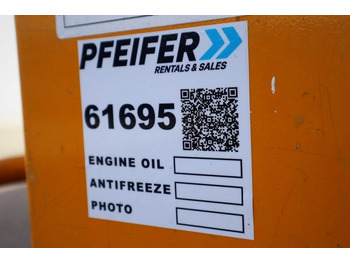 PFEIFER
RENTALS & SALES
61695
ENGINE OIL
ANTIFREEZE
PHOTO